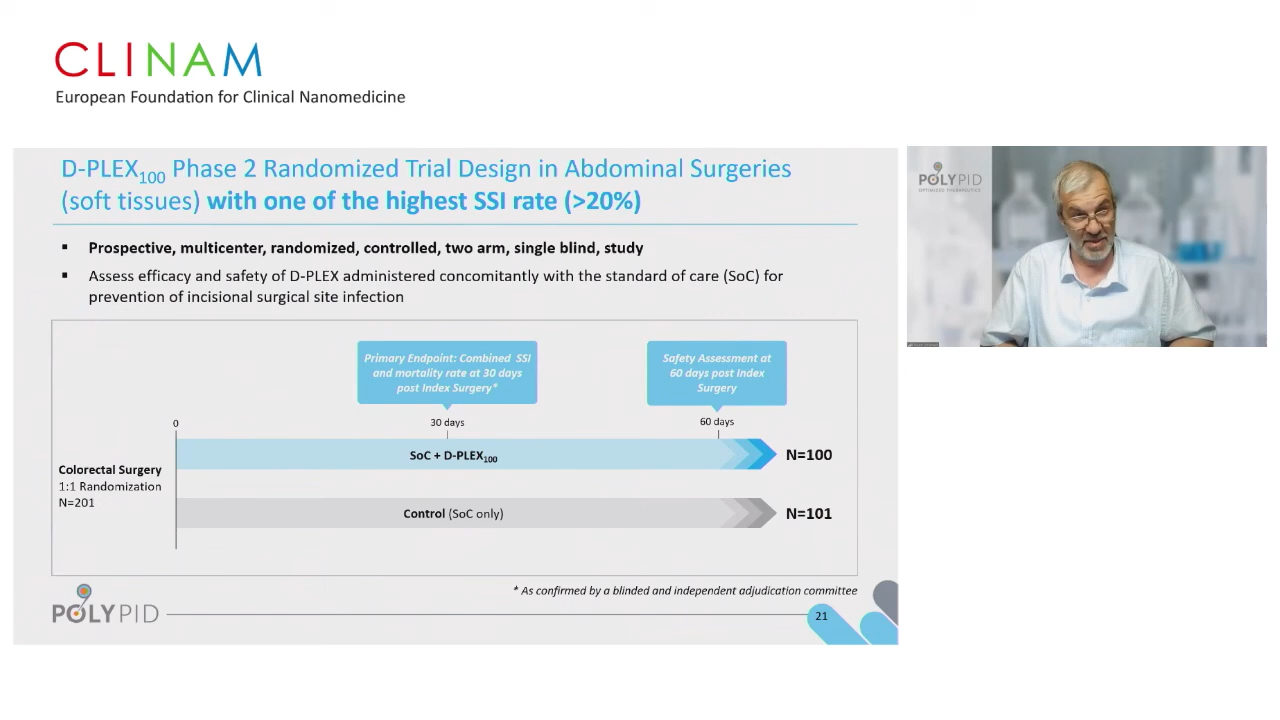 CLINAM
European Foundation for Clinical Nanomedicine
D-PLEX100 Phase 2 Randomized Trial Design in Abdominal Surgeries
(soft tissues) with one of the highest SSI rate (>20%)
▪ Prospective, multicenter, randomized, controlled, two arm, single blind, study
▪ Assess efficacy and safety of D-PLEX administered concomitantly with the standard of care (SoC) for
prevention of incisional surgical site infection
Primary Endpoint: Combined SSI
and mortality rate at 30 days
post Index Surgery*
Safety Assessment at
60 days post Index
Surgery
0
30 days
60 days
Colorectal Surgery
1:1 Randomization
N=201
SoC + D-PLEX100
N=100
Control (SoC only)
N=101
* As confirmed by a blinded and independent adjudication committee
POLYPID
21
POLYPID
OPTIMIZED THERAPEUTICS